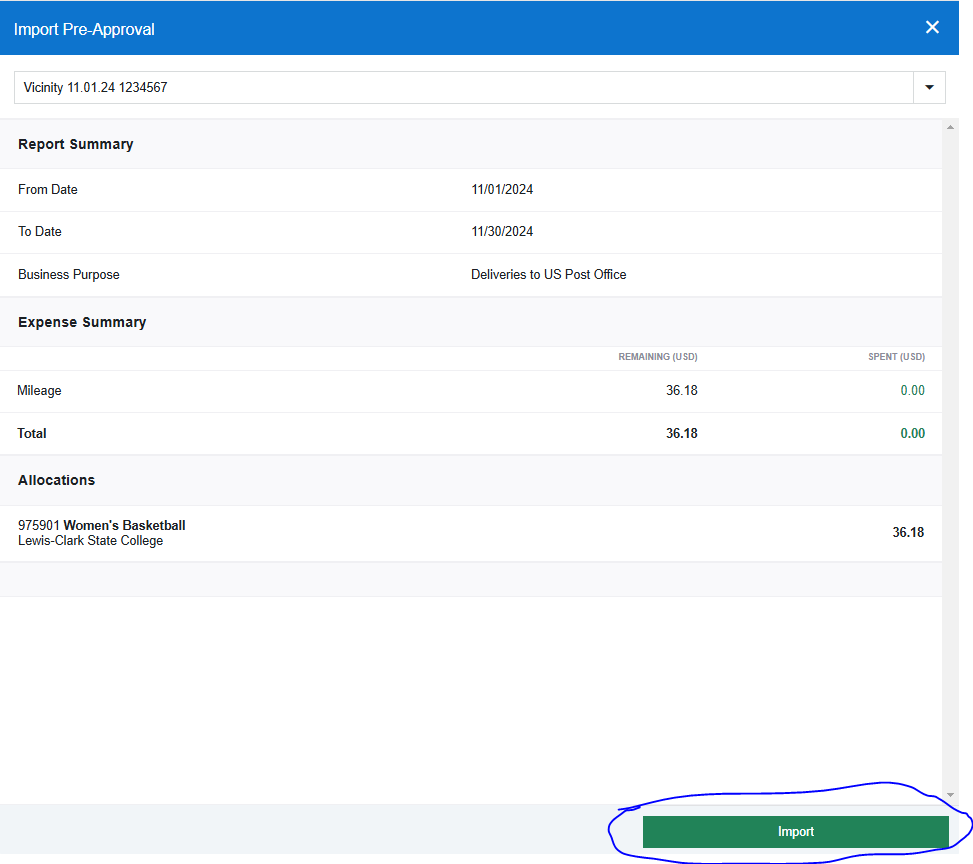 Import Pre-Approval
Vicinity 11.01.24 1234567
Report Summary
From Date 11/01/2024
To Date 11/30/2024
Business Purpose Deliveries to US Post Office
Expense Summary
REMAINING (USD) SPENT (USD)
Mileage 36.18 0.00
Total 36.18 0.00
Allocations
975901 Women's Basketball
Lewis-Clark State College
36.18
Import